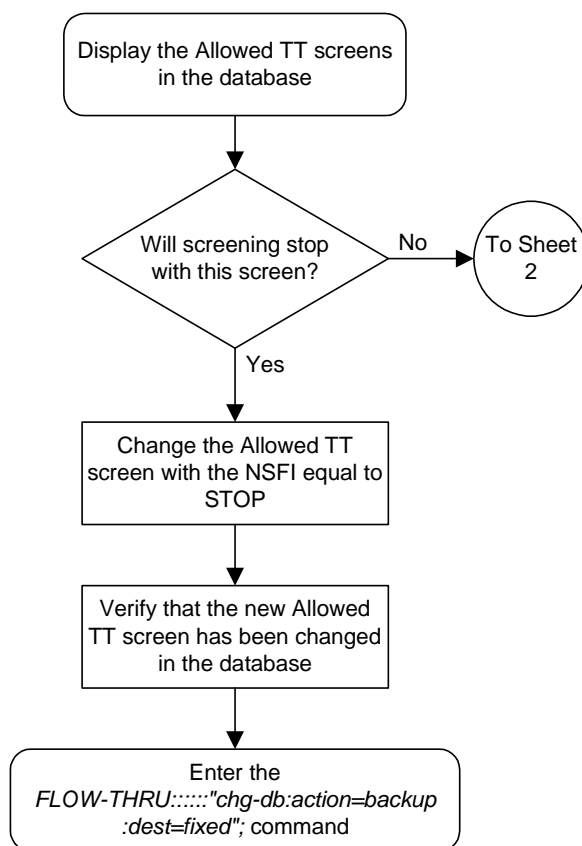 Display the Allowed TT screens
in the database
Will screening stop
with this screen?
No
To Sheet
2
Yes
Change the Allowed TT
screen with the NSFI equal to
STOP
Verify that the new Allowed
TT screen has been changed
in the database
Enter the
FLOW-THRU::::::"chg-db:action=backup
:dest=fixed"; command